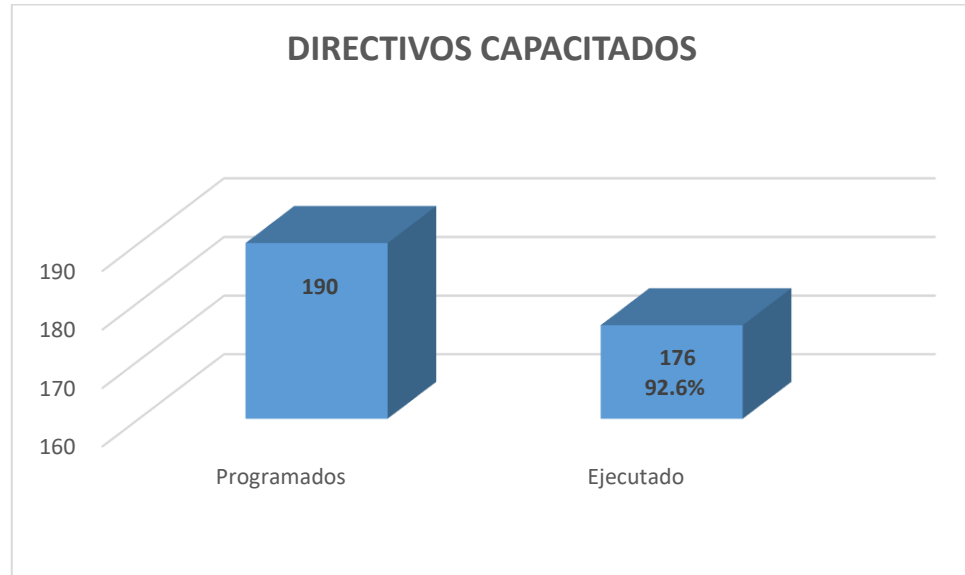 DIRECTIVOS CAPACITADOS
190
180
170
160
190
176
92.6%
Programados
Ejecutado